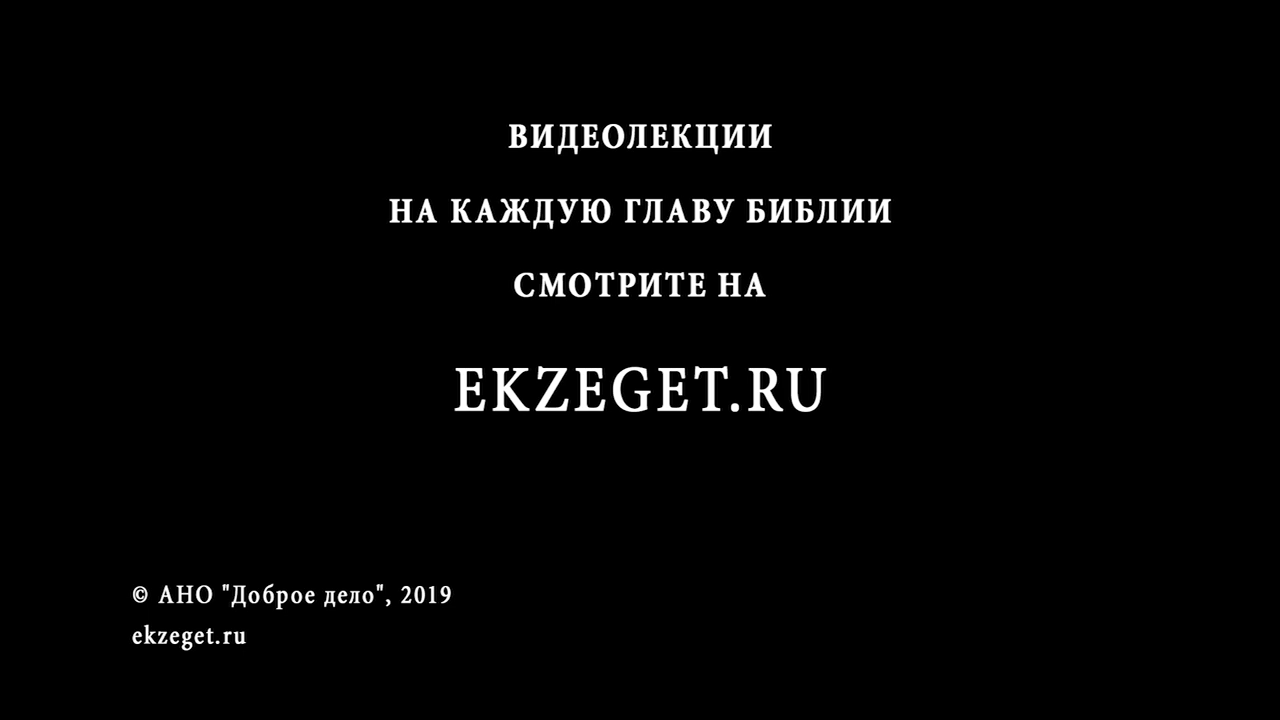 ВИДЕОЛЕКЦИИ
НА КАЖДУЮ ГЛАВУ БИБЛИИ
СМОТРИТЕ НА
EKZEGET.RU
© АНО "Доброе дело", 2019
ekzeget.ru